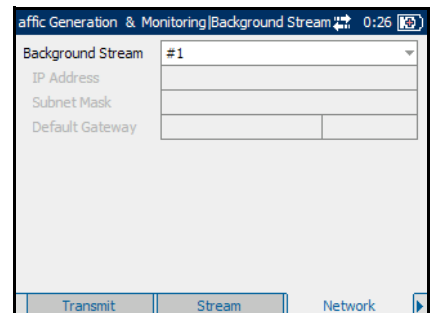 affic Generation & Monitoring|Background Stream 0:26
Background Stream #1
IP Address
Subnet Mask
Default Gateway
Transmit Stream Network